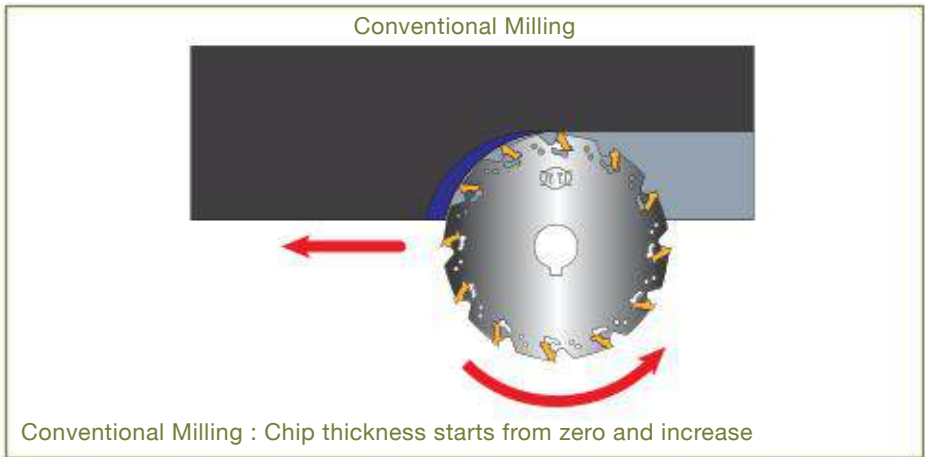 Conventional Milling
Conventional Milling : Chip thickness starts from zero and increase